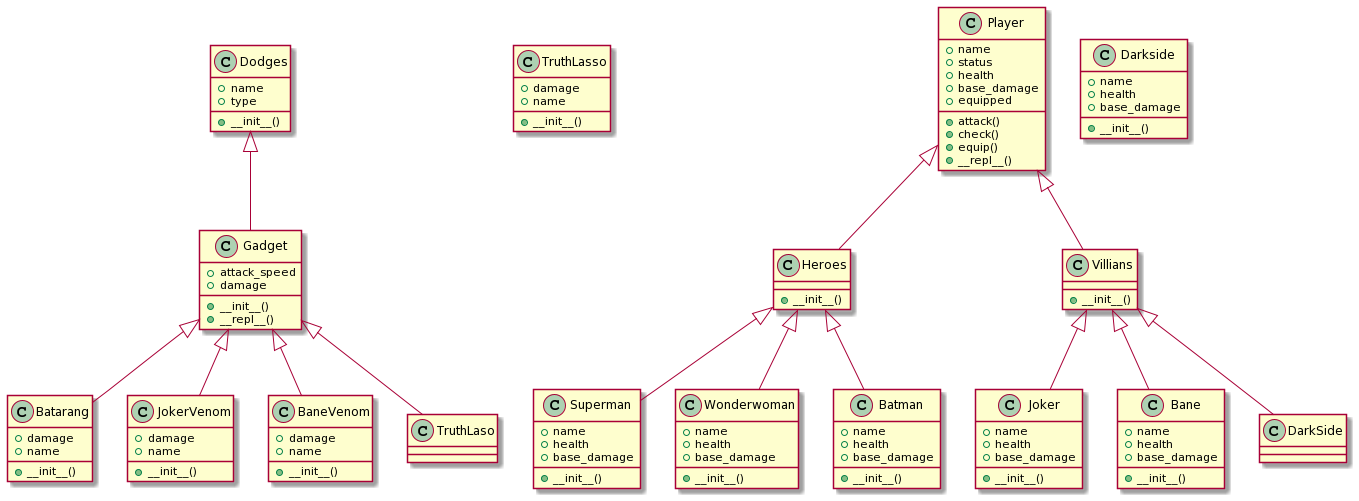 C Dodges
name
type
__init__()
C TruthLasso
damage
name
__init__()
C Player
name
status
health
base_damage
equipped
attack()
check()
equip()
__repl__()
C Darkside
name
health
base_damage
__init__()
C Gadget
attack_speed
damage
__init__()
__repl__()
C Heroes
__init__()
C Villians
__init__()
C Batarang
damage
name
__init__()
C JokerVenom
damage
name
__init__()
C BaneVenom
damage
name
__init__()
C TruthLaso
C Superman
name
health
base_damage
__init__()
C Wonderwoman
name
health
base_damage
__init__()
C Batman
name
health
base_damage
__init__()
C Joker
name
health
base_damage
__init__()
C Bane
name
health
base_damage
__init__()
C DarkSide